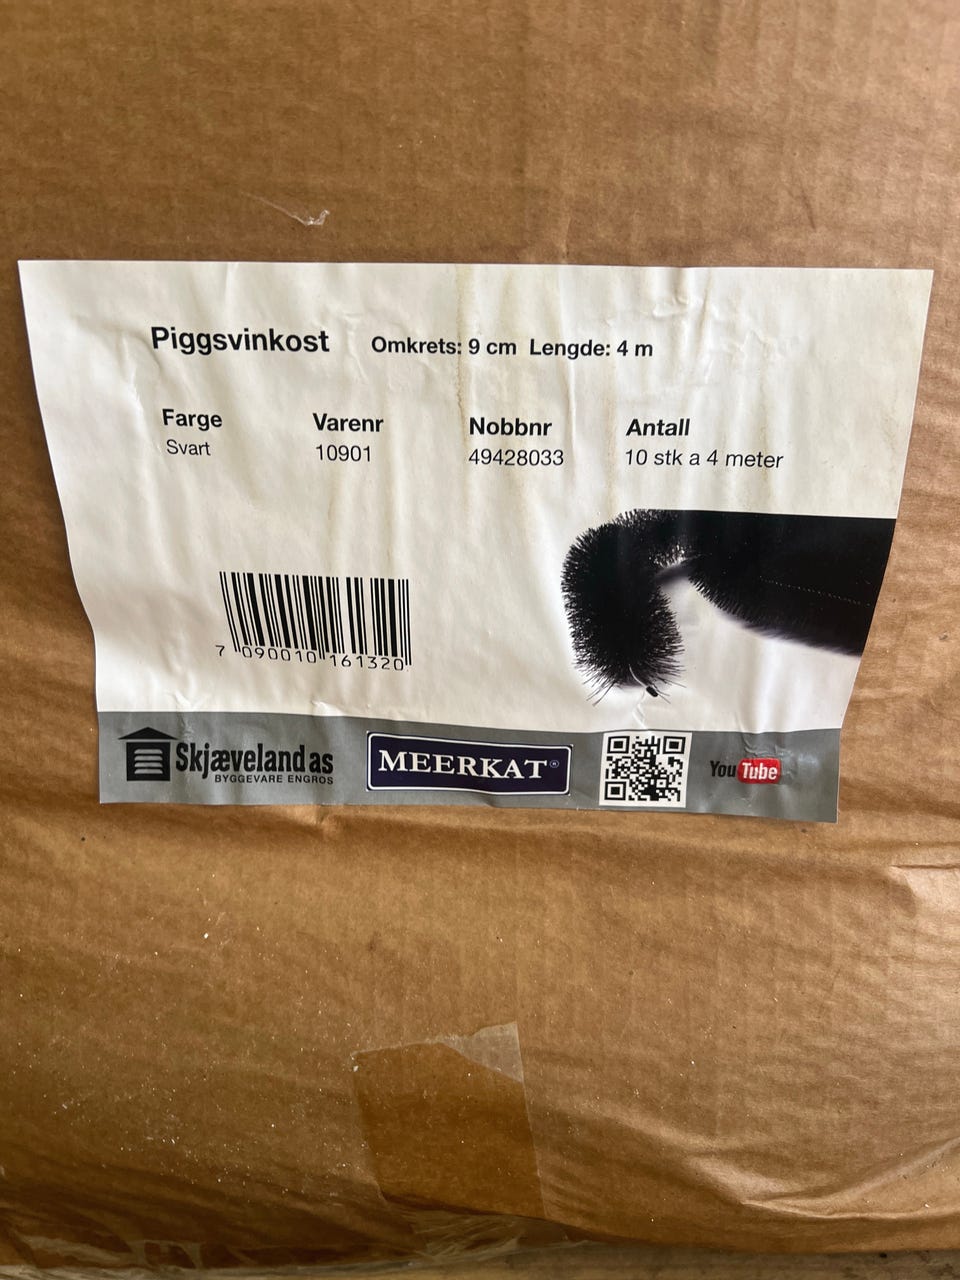 Piggsvinkost Omkrets: 9 cm Lengde: 4 m
Farge Varenr Nobbnr Antall
Svart 10901 49428033 10 stk a 4 meter
7 090010 161320
Skjæveland as
BYGGEVARE ENGROS
MEERKAT®
YouTube